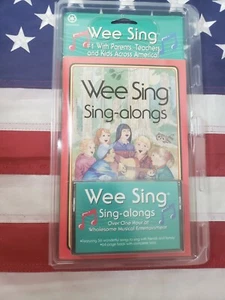 Wee Sing
With Parents, Teachers
and Kids Across America!
Wee Sing
Sing-alongs
Wee Sing
Sing-alongs
Over One Hour of
Wholesome Musical Entertainment!